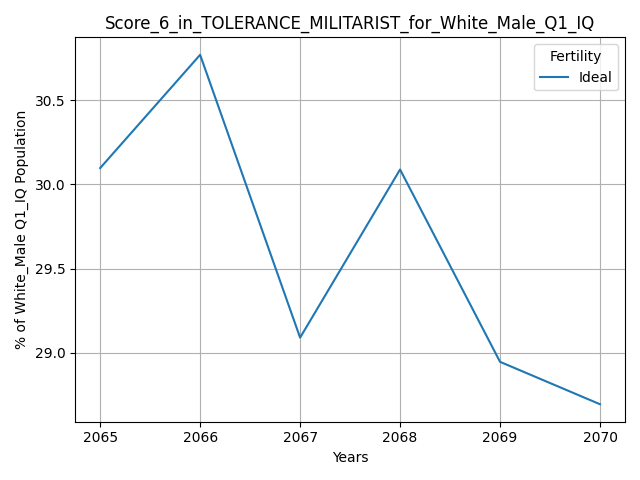 Score_6_in_TOLERANCE_MILITARIST_for_White_Male_Q1_IQ
Fertility
Ideal
% of White_Male Q1_IQ Population
30.5
30.0
29.5
29.0
2065 2066 2067 2068 2069 2070
Years